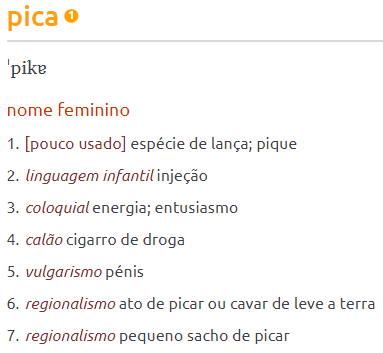 pica 1
ˈpikɐ
nome feminino
1. [pouco usado] espécie de lança; pique
2. linguagem infantil injeção
3. coloquial energia; entusiasmo
4. calão cigarro de droga
5. vulgarismo pénis
6. regionalismo ato de picar ou cavar de leve a terra
7. regionalismo pequeno sacho de picar